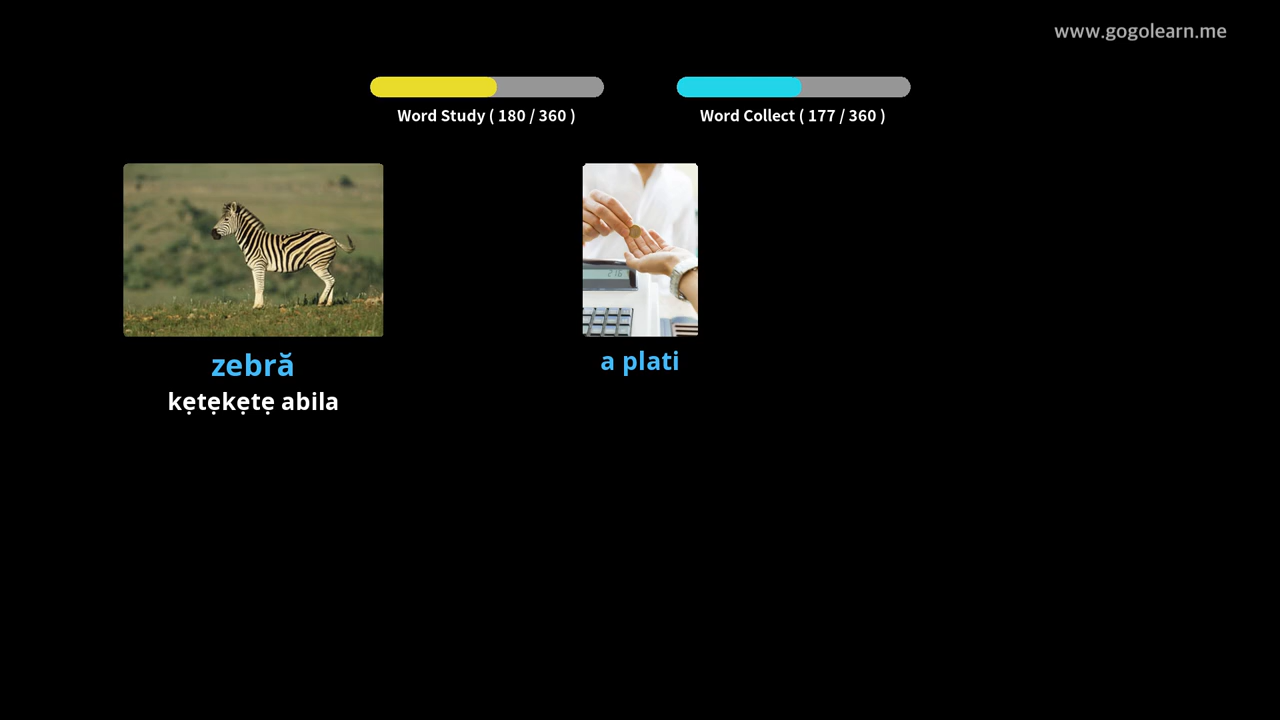 www.gogolearn.me
Word Study ( 180 / 360 )
Word Collect ( 177 / 360 )
zebră
kẹtẹkẹtẹ abila
a plati